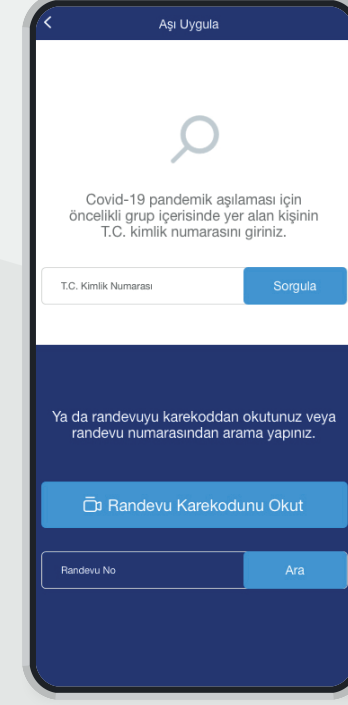 Aşı Uygula
Covid-19 pandemik aşılaması için
öncelikli grup içerisinde yer alan kişinin
T.C. kimlik numarasını giriniz.
T.C. Kimlik Numarası
Sorgula
Ya da randevuyu karekoddan okutunuz veya
randevu numarasından arama yapınız.
Randevu Karekodunu Okut
Randevu No
Ara